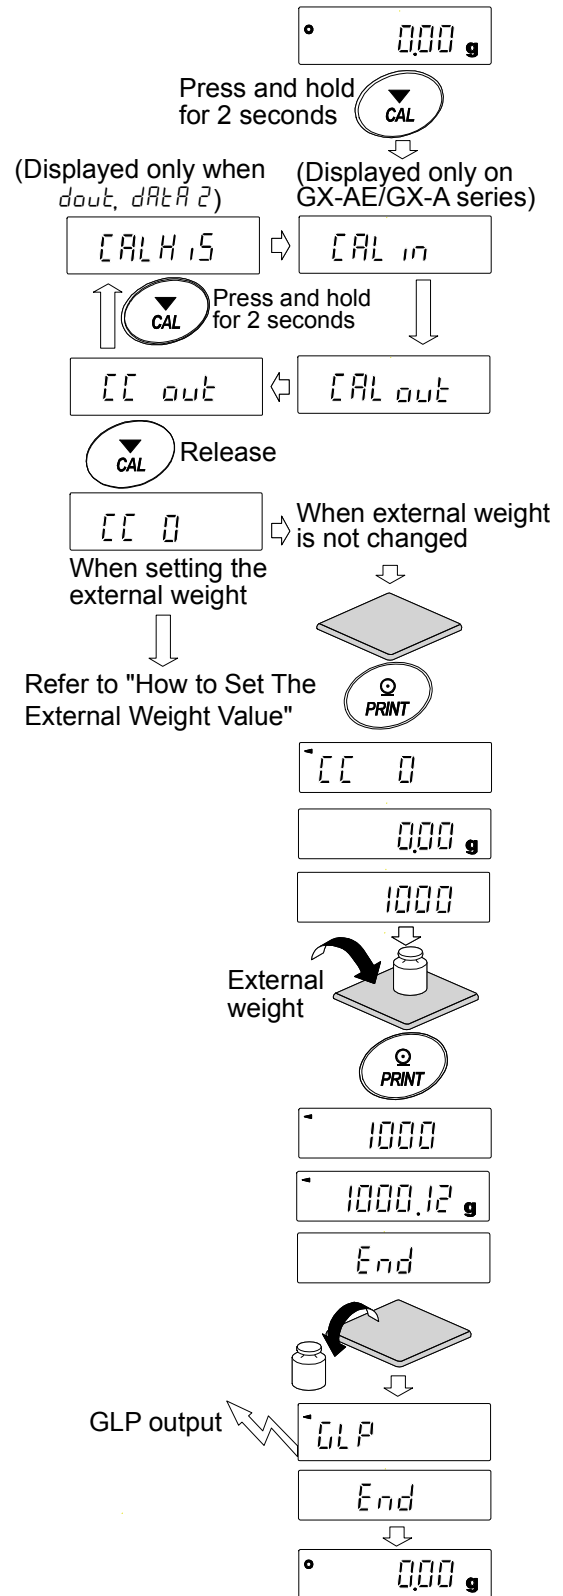 0.00 g
Press and hold
for 2 seconds
CAL
(Displayed only when
dout, dAtA 2)
(Displayed only on
GX-AE/GX-A series)
CALHiS
CAL in
CAL
Press and hold
for 2 seconds
CC out
CAL out
CAL
Release
CC 0
When external weight
is not changed
When setting the
external weight
Refer to "How to Set The
External Weight Value"
PRINT
CC 0
0.00 g
1000
External
weight
PRINT
1000
1000.12 g
End
GLP output
GLP
End
0.00 g